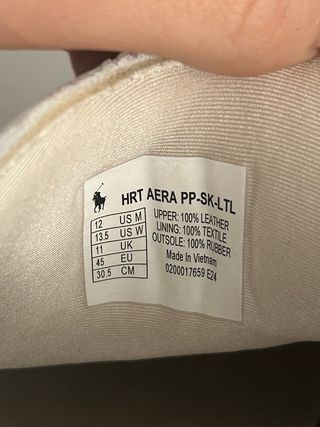 HRT AERA PP-SK-LTL
12 US M
13.5 US W
11 UK
45 EU
30.5 CM
UPPER: 100% LEATHER
LINING: 100% TEXTILE
OUTSOLE: 100% RUBBER
Made In Vietnam
0200017659 E24